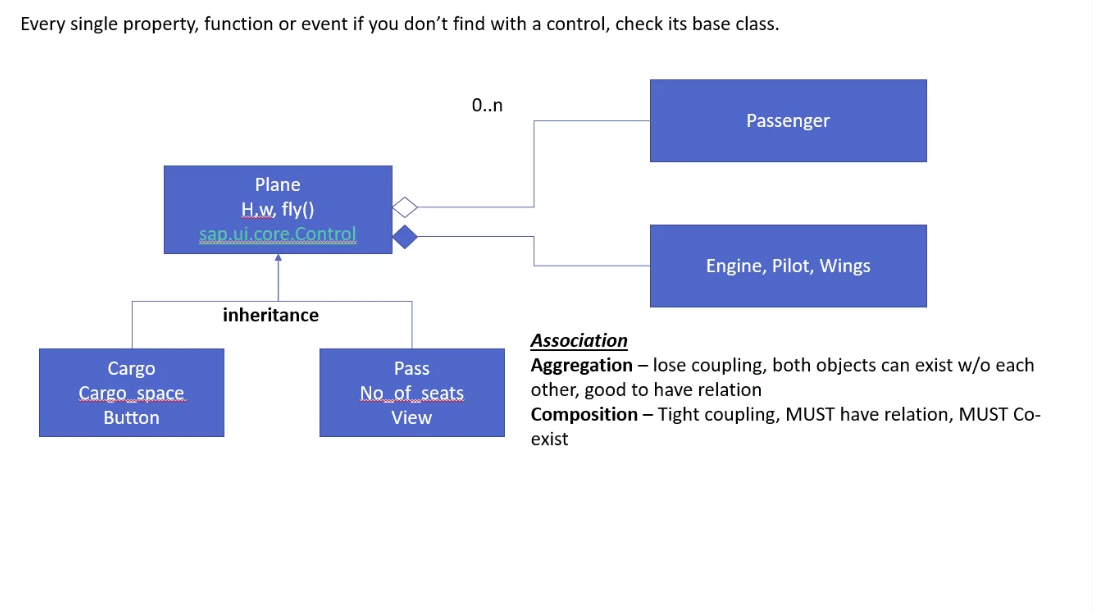 Every single property, function or event if you don’t find with a control, check its base class.
0..n
Passenger
Plane
H,w, fly()
sap.ui.core.Control
Engine, Pilot, Wings
inheritance
Cargo
Cargo_space
Button
Pass
No_of_seats
View
Association
Aggregation – lose coupling, both objects can exist w/o each
other, good to have relation
Composition – Tight coupling, MUST have relation, MUST Co-
exist